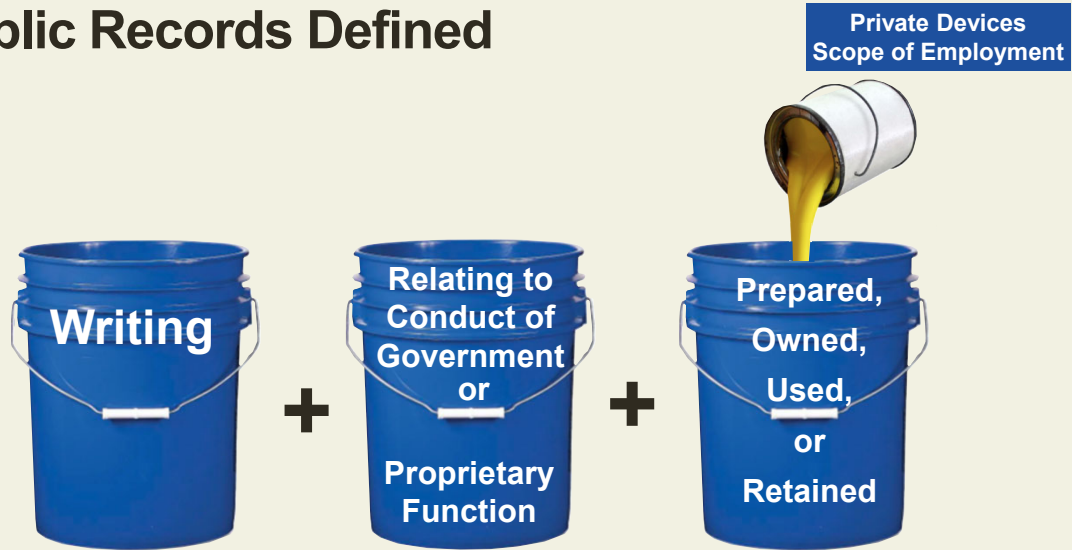 blic Records Defined
Private Devices
Scope of Employment
Writing
+
Relating to
Conduct of
Government
or
Proprietary
Function
+
Prepared,
Owned,
Used,
or
Retained